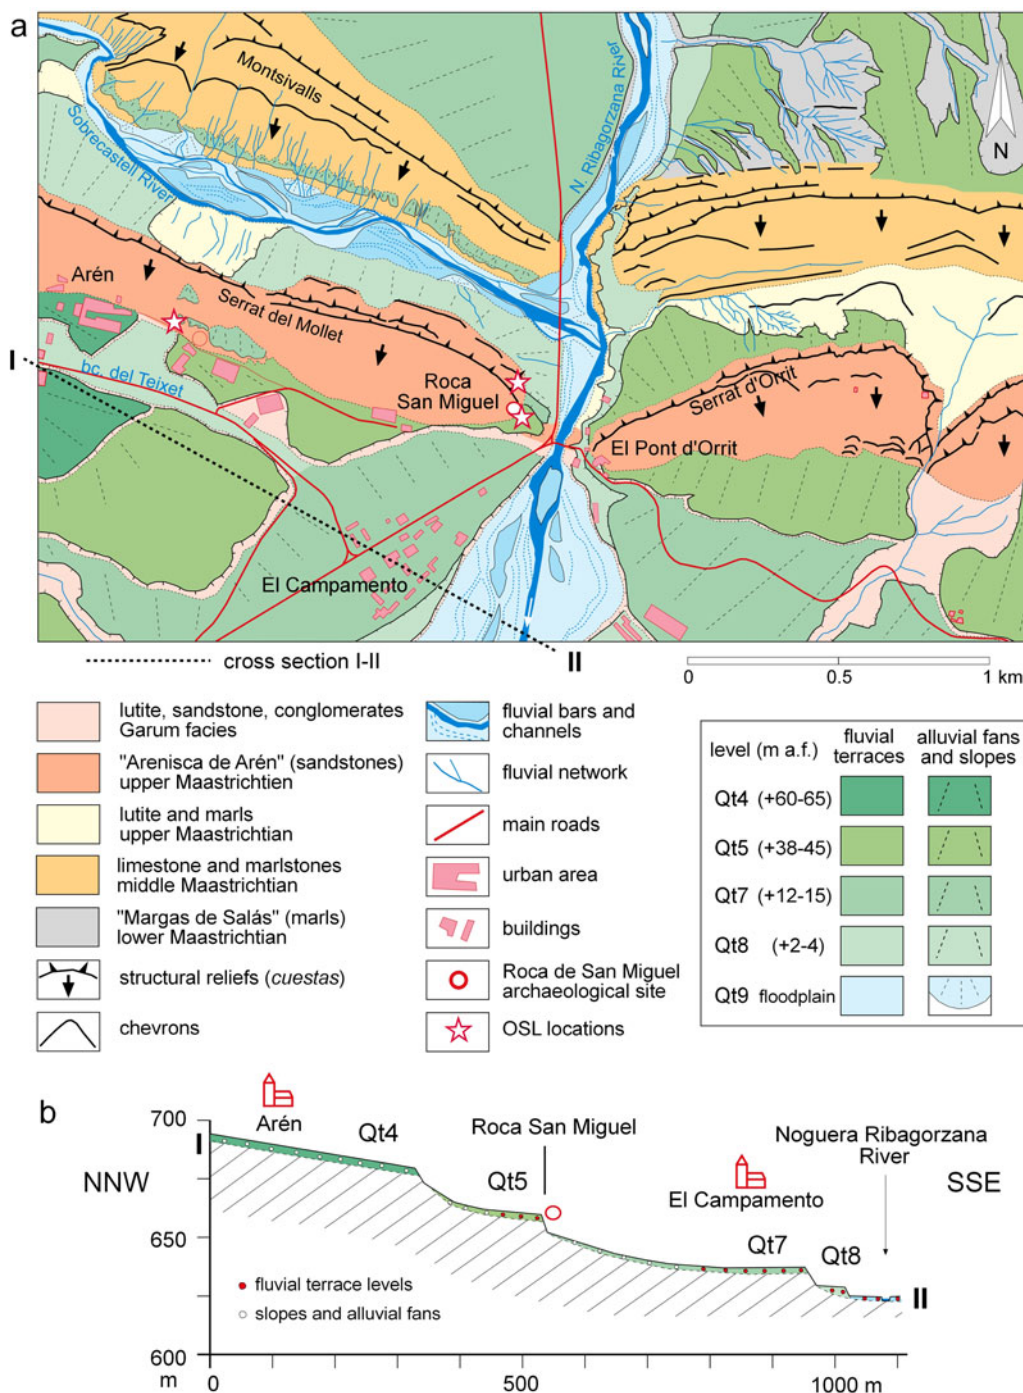 a
Montsivalls
Sobrecastell River
N. Ribagorzana River
N
Arén
Serrat del Mollet
I
bc. del Teixet
Roca
San Miguel
Serrat d'Orrit
El Pont d'Orrit
El Campamento
II
cross section I-II
0 0.5 1 km
lutite, sandstone, conglomerates
Garum facies
"Arenisca de Arén" (sandstones)
upper Maastrichtien
lutite and marls
upper Maastrichtian
limestone and marlstones
middle Maastrichtian
"Margas de Salás" (marls)
lower Maastrichtian
structural reliefs (cuestas)
chevrons
fluvial bars and
channels
fluvial network
main roads
urban area
buildings
Roca de San Miguel
archaeological site
OSL locations
level (m a.f.)
fluvial
terraces
alluvial fans
and slopes
Qt4 (+60-65)
Qt5 (+38-45)
Qt7 (+12-15)
Qt8 (+2-4)
Qt9 floodplain
b
700
I
NNW
Arén
Qt4
Roca San Miguel
Qt5
El Campamento
Noguera Ribagorzana
River
SSE
Qt7
Qt8
650
II
fluvial terrace levels
slopes and alluvial fans
600
m
0 500 1000 m